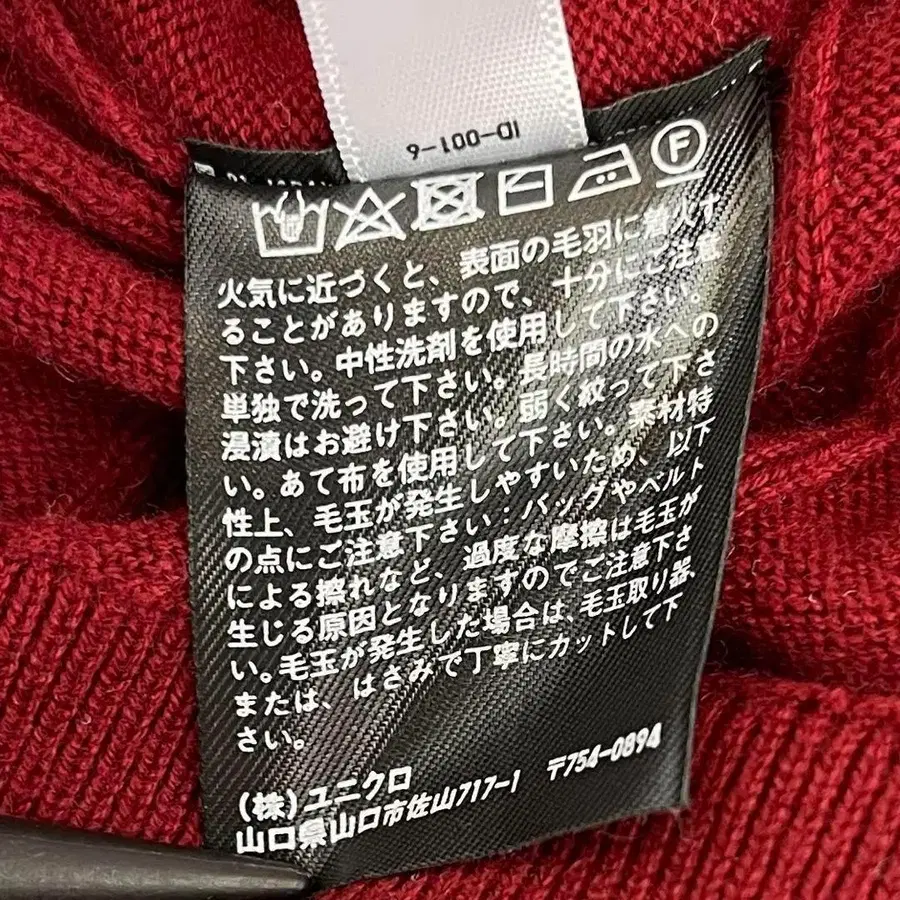 ID-001-6
火気に近づくと、表面の毛羽に着火す
ることがありますので、十分にご注意
下さい。中性洗剤を使用して下さい。
単独で洗って下さい。長時間の水への
浸漬はお避け下さい。弱く絞って下さ
い。あて布を使用して下さい。素材特
性上、毛玉が発生しやすいため、以下
の点にご注意下さい:バッグやベルト
による擦れなど、過度な摩擦は毛玉が
生じる原因となりますのでご注意下さ
い。毛玉が発生した場合は、毛玉取り器、
または、はさみで丁寧にカットして下
さい。
(株)ユニクロ
山口県山口市佐山717-1 〒754-0894